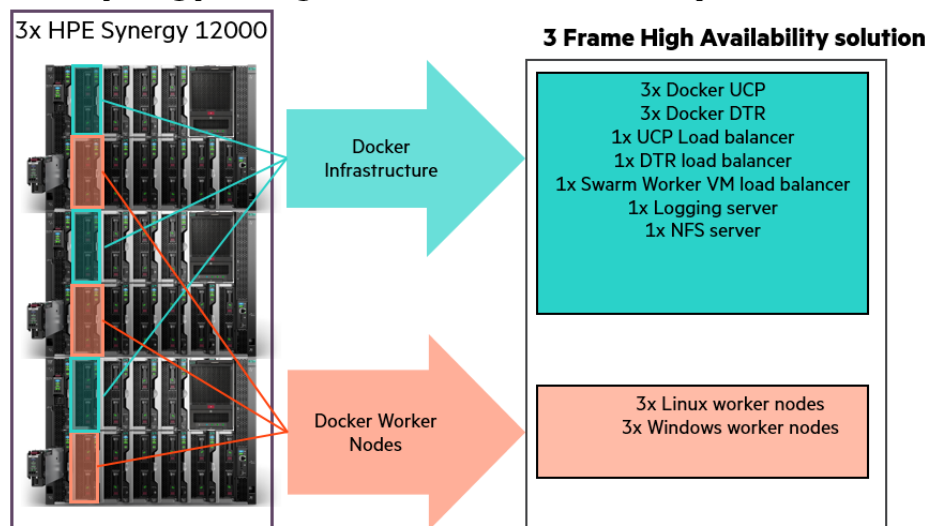 3x HPE Synergy 12000
3 Frame High Availability solution
Docker
Infrastructure
3x Docker UCP
3x Docker DTR
1x UCP Load balancer
1x DTR load balancer
1x Swarm Worker VM load balancer
1x Logging server
1x NFS server
Docker Worker
Nodes
3x Linux worker nodes
3x Windows worker nodes